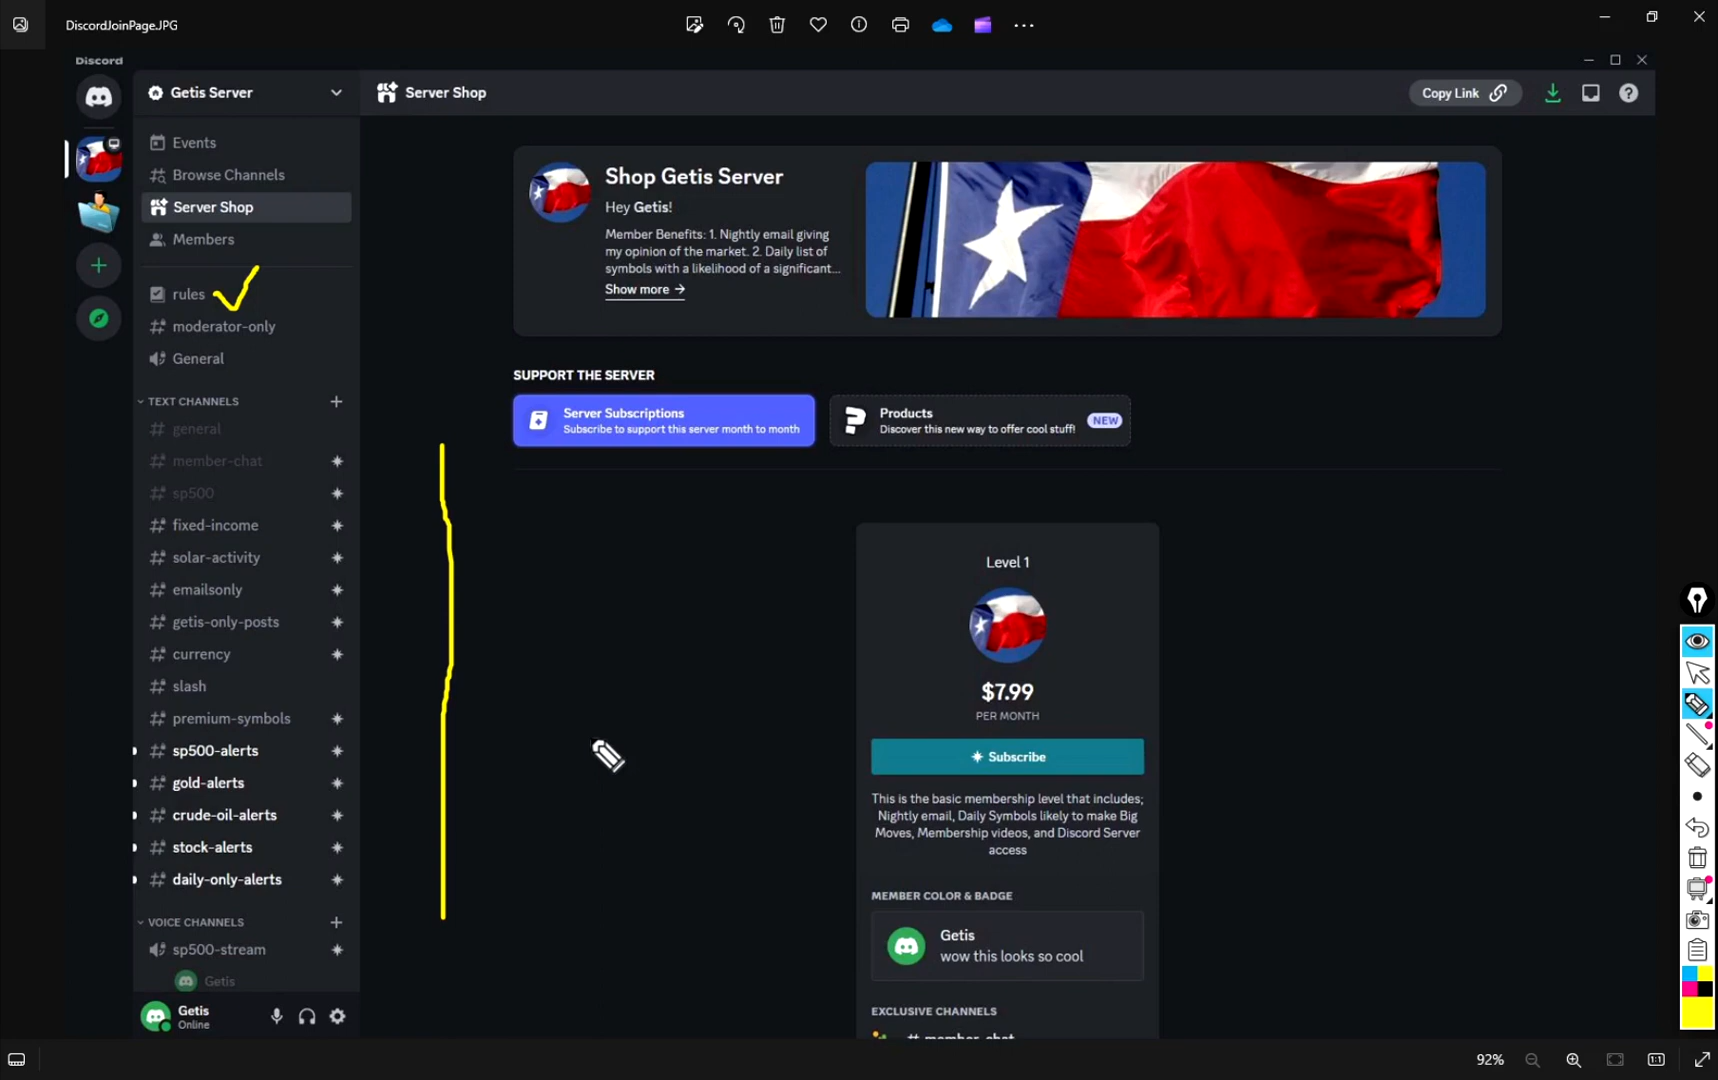 DiscordJoinPage.JPG
Discord
Getis Server
Server Shop
Copy Link
Events
Browse Channels
Server Shop
Members
rules
moderator-only
General
TEXT CHANNELS
general
member-chat
sp500
fixed-income
solar-activity
emailsonly
getis-only-posts
currency
slash
premium-symbols
sp500-alerts
gold-alerts
crude-oil-alerts
stock-alerts
daily-only-alerts
VOICE CHANNELS
sp500-stream
Getis
Getis
Online
Shop Getis Server
Hey Getis!
Member Benefits: 1. Nightly email giving
my opinion of the market. 2. Daily list of
symbols with a likelihood of a significant...
Show more →
SUPPORT THE SERVER
Server Subscriptions
Subscribe to support this server month to month
Products
Discover this new way to offer cool stuff!
NEW
Level 1
$7.99
PER MONTH
Subscribe
This is the basic membership level that includes;
Nightly email, Daily Symbols likely to make Big
Moves, Membership videos, and Discord Server
access
MEMBER COLOR & BADGE
Getis
wow this looks so cool
EXCLUSIVE CHANNELS
member-chat
92%
1:1